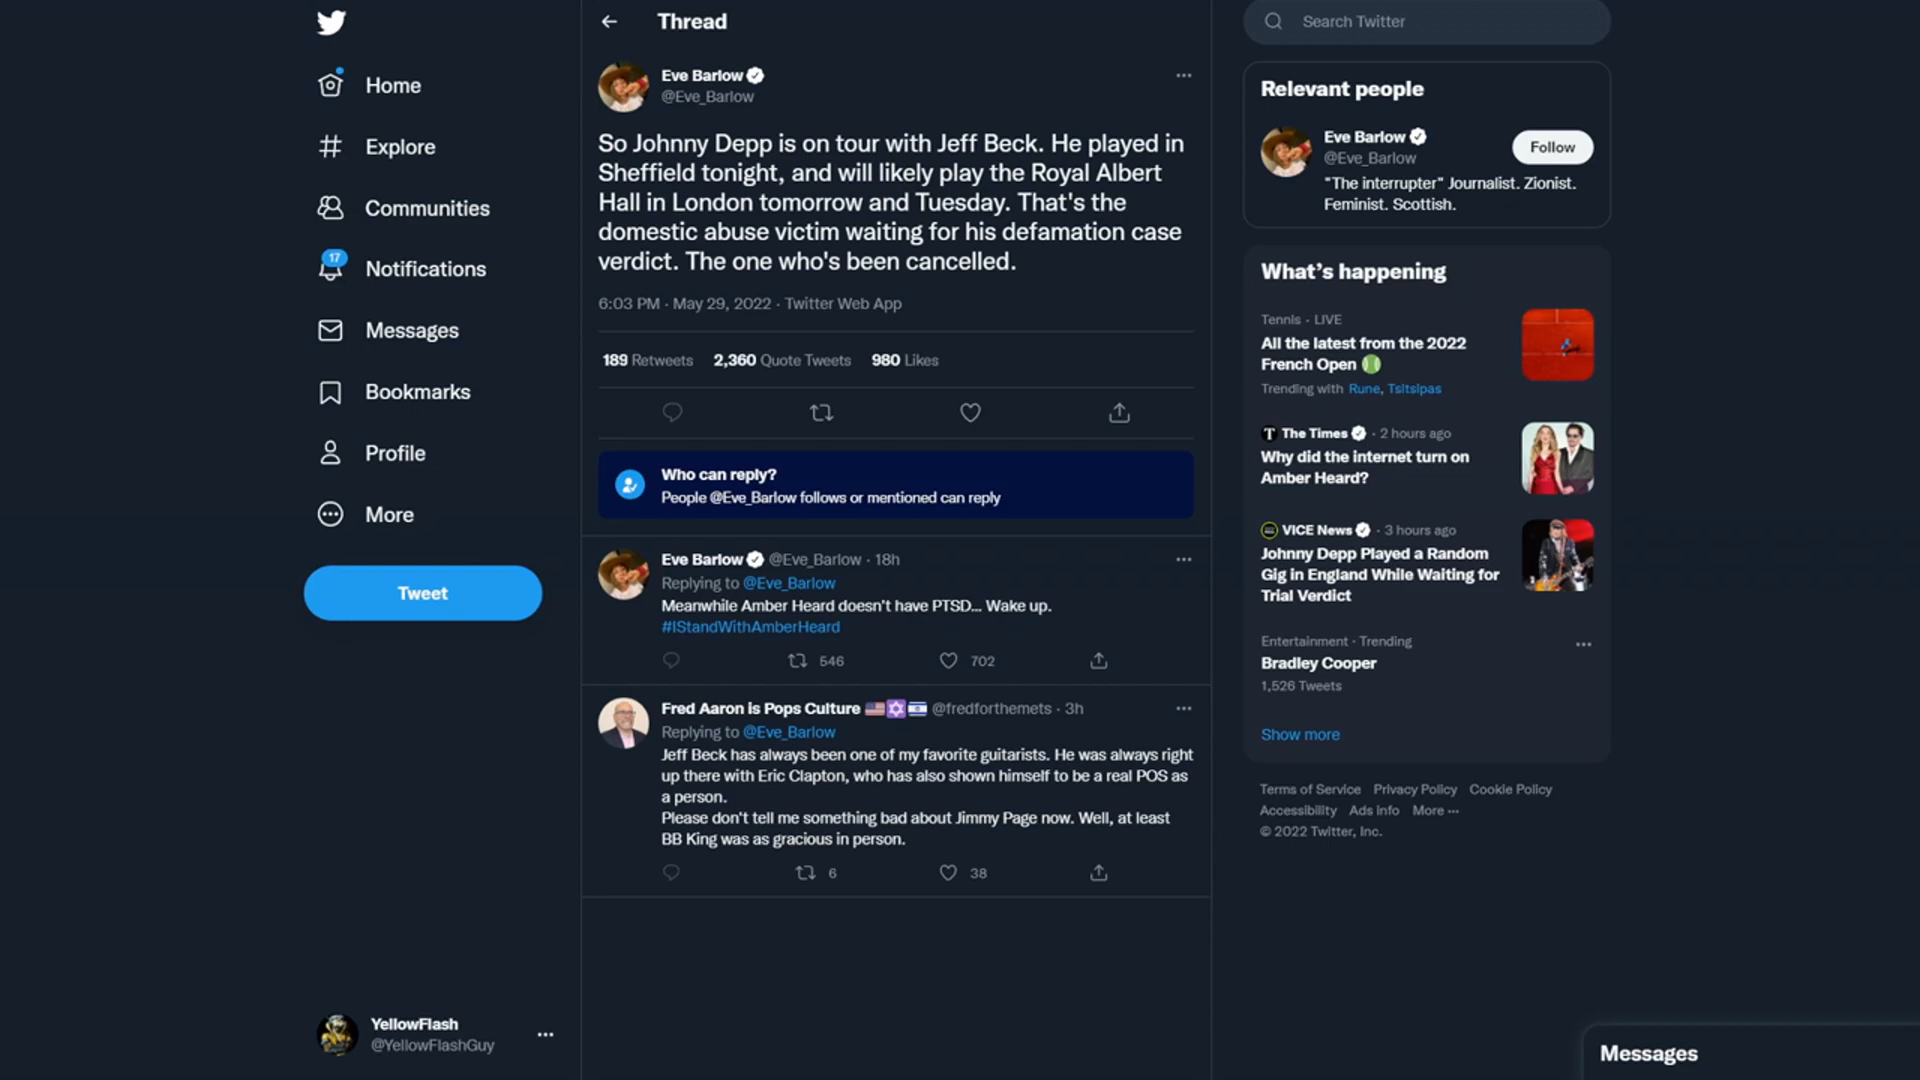 Home
Explore
Communities
17
Notifications
Messages
Bookmarks
Profile
More
Tweet
YellowFlash
@YellowFlashGuy
Thread
Eve Barlow
@Eve_Barlow
So Johnny Depp is on tour with Jeff Beck. He played in
Sheffield tonight, and will likely play the Royal Albert
Hall in London tomorrow and Tuesday. That's the
domestic abuse victim waiting for his defamation case
verdict. The one who's been cancelled.
6:03 PM · May 29, 2022 · Twitter Web App
189 Retweets 2,360 Quote Tweets 980 Likes
Who can reply?
People @Eve_Barlow follows or mentioned can reply
Eve Barlow @Eve_Barlow · 18h
Replying to @Eve_Barlow
Meanwhile Amber Heard doesn't have PTSD... Wake up.
#IStandWithAmberHeard
546 702
Fred Aaron is Pops Culture 🇺🇸🔯🇮🇱 @fredforthemets · 3h
Replying to @Eve_Barlow
Jeff Beck has always been one of my favorite guitarists. He was always right
up there with Eric Clapton, who has also shown himself to be a real POS as
a person.
Please don't tell me something bad about Jimmy Page now. Well, at least
BB King was as gracious in person.
6 38
Search Twitter
Relevant people
Eve Barlow
@Eve_Barlow
Follow
"The interrupter" Journalist. Zionist.
Feminist. Scottish.
What's happening
Tennis · LIVE
All the latest from the 2022
French Open 🎾
Trending with Rune, Tsitsipas
The Times · 2 hours ago
Why did the internet turn on
Amber Heard?
VICE News · 3 hours ago
Johnny Depp Played a Random
Gig in England While Waiting for
Trial Verdict
Entertainment · Trending
Bradley Cooper
1,526 Tweets
Show more
Terms of Service Privacy Policy Cookie Policy
Accessibility Ads info More ···
© 2022 Twitter, Inc.
Messages